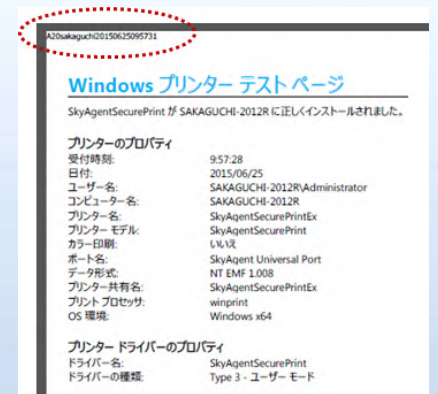 A20sakaguchi20150625095731
Windows プリンター テスト ページ
SkyAgentSecurePrint が SAKAGUCHI-2012R に正しくインストールされました。
プリンターのプロパティ
受付時刻: 9:57:28
日付: 2015/06/25
ユーザー名: SAKAGUCHI-2012R\Administrator
コンピューター名: SAKAGUCHI-2012R
プリンター名: SkyAgentSecurePrintEx
プリンター モデル: SkyAgentSecurePrint
カラー印刷: いいえ
ポート名: SkyAgent Universal Port
データ形式: NT EMF 1.008
プリンター共有名: SkyAgentSecurePrintEx
プリント プロセッサ: winprint
OS 環境: Windows x64
プリンター ドライバーのプロパティ
ドライバー名: SkyAgentSecurePrint
ドライバーの種類: Type 3 - ユーザー モード